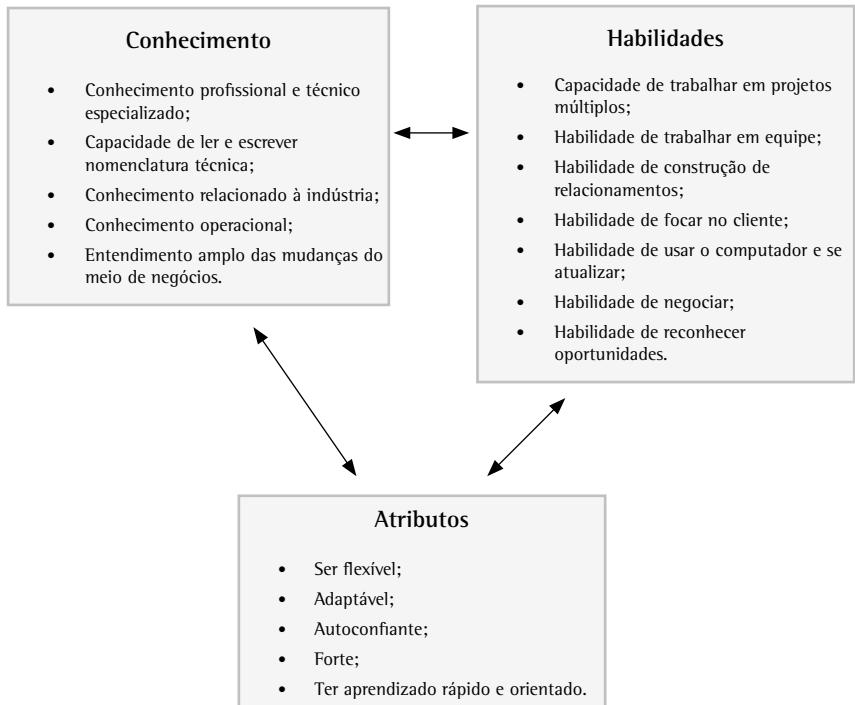 Conhecimento
• Conhecimento profissional e técnico
especializado;
• Capacidade de ler e escrever
nomenclatura técnica;
• Conhecimento relacionado à indústria;
• Conhecimento operacional;
• Entendimento amplo das mudanças do
meio de negócios.
Habilidades
• Capacidade de trabalhar em projetos
múltiplos;
• Habilidade de trabalhar em equipe;
• Habilidade de construção de
relacionamentos;
• Habilidade de focar no cliente;
• Habilidade de usar o computador e se
atualizar;
• Habilidade de negociar;
• Habilidade de reconhecer
oportunidades.
Atributos
• Ser flexível;
• Adaptável;
• Autoconfiante;
• Forte;
• Ter aprendizado rápido e orientado.